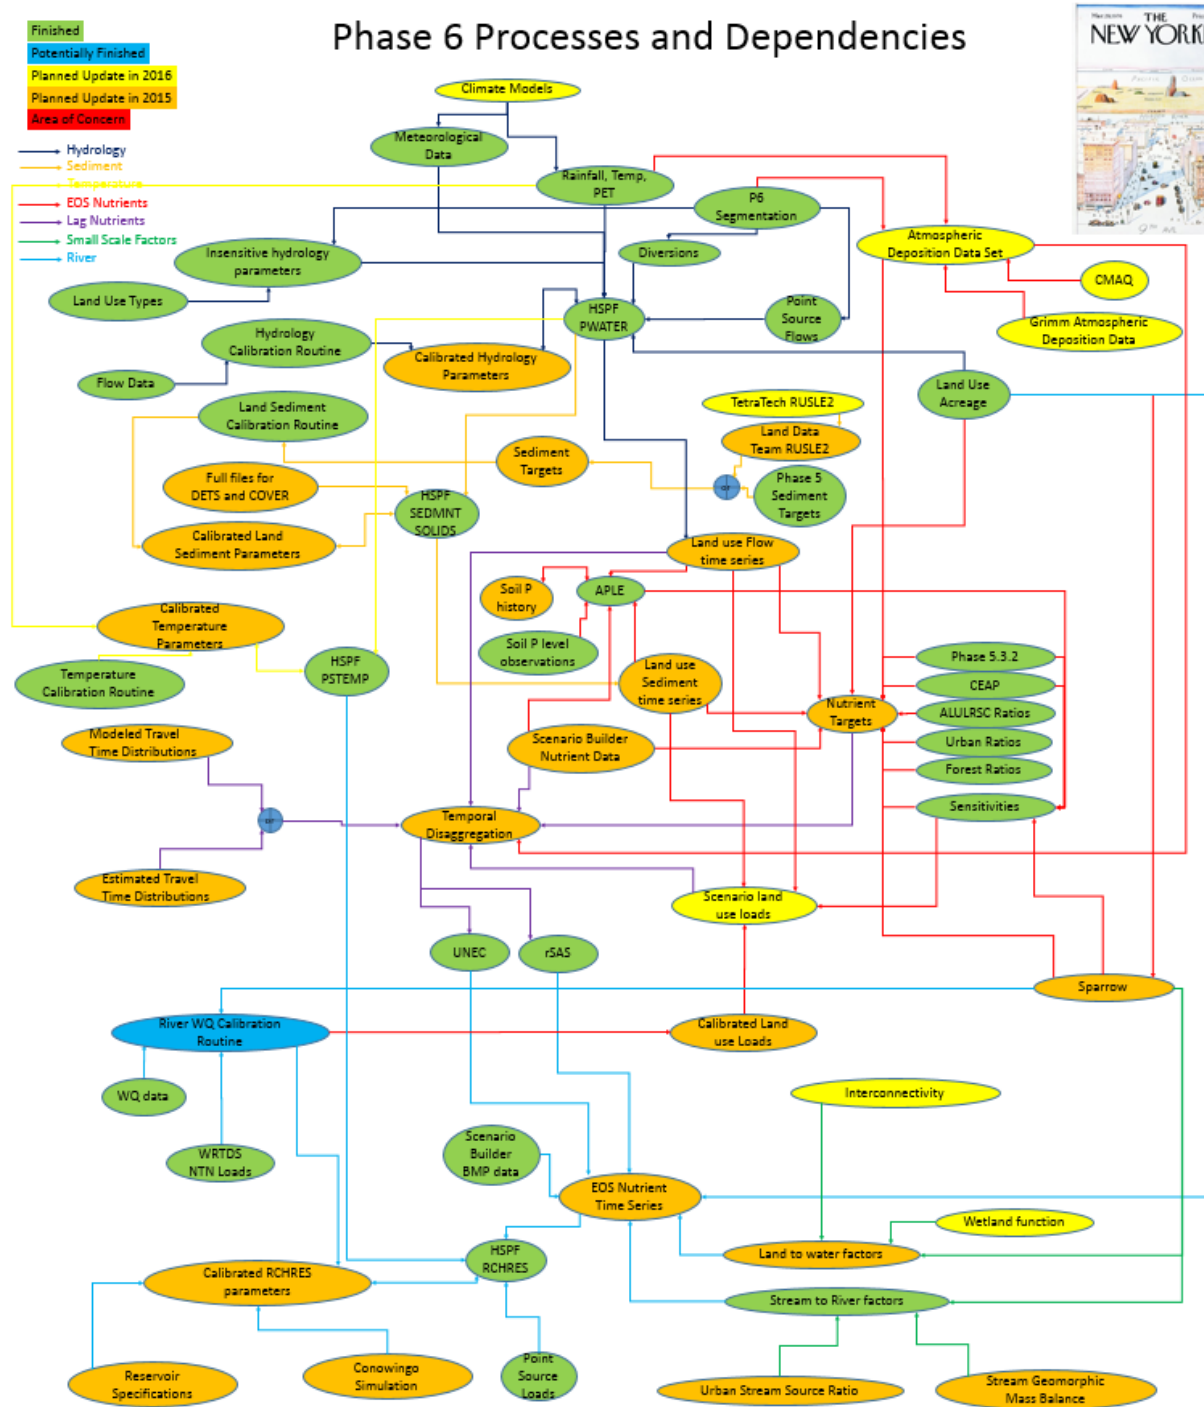 Phase 6 Processes and Dependencies
Finished
Potentially Finished
Planned Update in 2016
Planned Update in 2015
Area of Concern
Hydrology
Sediment
Temperature
EOS Nutrients
Lag Nutrients
Small Scale Factors
River
THE
NEW YORK
Climate Models
Meteorological
Data
Rainfall, Temp,
PET
P6
Segmentation
Atmospheric
Deposition Data Set
Insensitive hydrology
parameters
Diversions
CMAQ
Land Use Types
HSPF
PWATER
Point
Source
Flows
Grimm Atmospheric
Deposition Data
Hydrology
Calibration Routine
Calibrated Hydrology
Parameters
Flow Data
Land Use
Acreage
Land Sediment
Calibration Routine
TetraTech RUSLE2
Land Data
Team RUSLE2
Sediment
Targets
Full files for
DETS and COVER
or
Phase 5
Sediment
Targets
HSPF
SEDMNT
SOLIDS
Calibrated Land
Sediment Parameters
Land use Flow
time series
Soil P
history
APLE
Calibrated
Temperature
Parameters
Soil P level
observations
Phase 5.3.2
HSPF
PSTEMP
Temperature
Calibration Routine
Land use
Sediment
time series
CEAP
Nutrient
Targets
ALULRSC Ratios
Modeled Travel
Time Distributions
Scenario Builder
Nutrient Data
Urban Ratios
Forest Ratios
Sensitivities
or
Temporal
Disaggregation
Estimated Travel
Time Distributions
Scenario land
use loads
UNEC
rSAS
Sparrow
River WQ Calibration
Routine
Calibrated Land
use Loads
WQ data
Interconnectivity
WRTDS
NTN Loads
Scenario
Builder
BMP data
EOS Nutrient
Time Series
Wetland function
HSPF
RCHRES
Land to water factors
Calibrated RCHRES
parameters
Stream to River factors
Reservoir
Specifications
Conowingo
Simulation
Point
Source
Loads
Urban Stream Source Ratio
Stream Geomorphic
Mass Balance